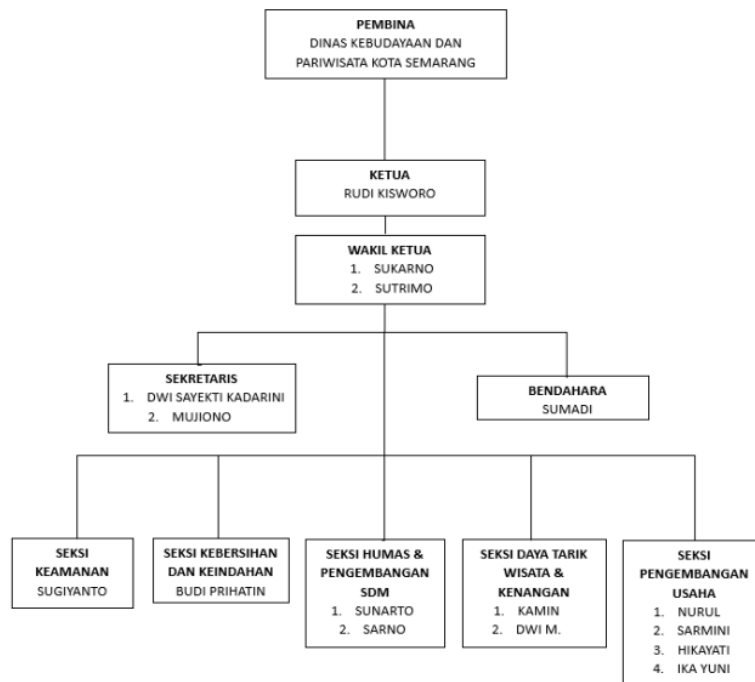 PEMBINA
DINAS KEBUDAYAAN DAN
PARIWISATA KOTA SEMARANG
KETUA
RUDI KISWORO
WAKIL KETUA
1. SUKARNO
2. SUTRIMO
SEKRETARIS
1. DWI SAYEKTI KADARINI
2. MUJIONO
BENDAHARA
SUMADI
SEKSI
KEAMANAN
SUGIYANTO
SEKSI KEBERSIHAN
DAN KEINDAHAN
BUDI PRIHATIN
SEKSI HUMAS &
PENGEMBANGAN
SDM
1. SUNARTO
2. SARNO
SEKSI DAYA TARIK
WISATA &
KENANGAN
1. KAMIN
2. DWI M.
SEKSI
PENGEMBANGAN
USAHA
1. NURUL
2. SARMINI
3. HIKAYATI
4. IKA YUNI